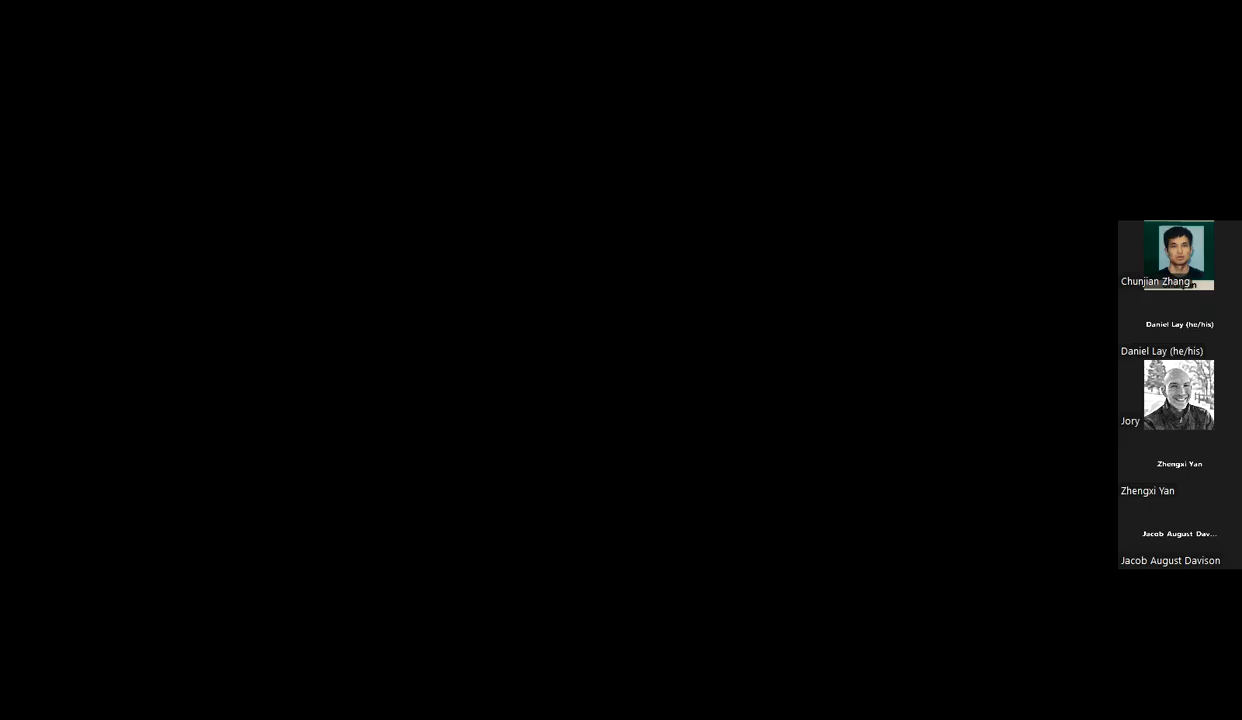 Chunjian Zhang
Daniel Lay (he/his)
Daniel Lay (he/his)
Jory
Zhengxi Yan
Zhengxi Yan
Jacob August Dav...
Jacob August Davison